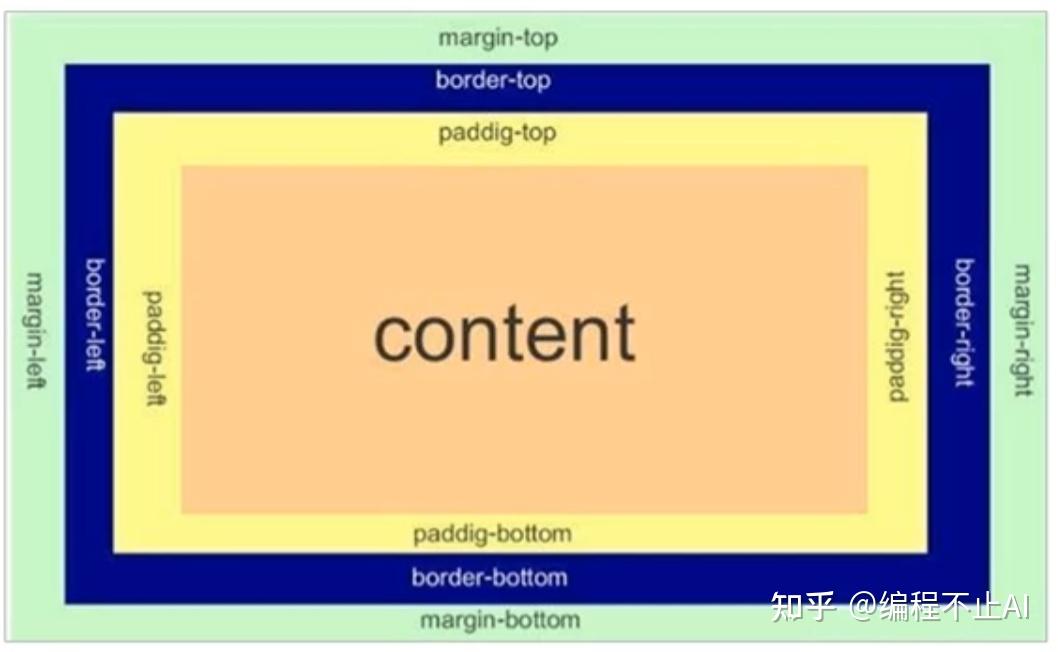 margin-top
border-top
paddig-top
margin-left
border-left
paddig-left
content
paddig-right
border-right
margin-right
paddig-bottom
border-bottom
margin-bottom
知乎 @编程不止AI